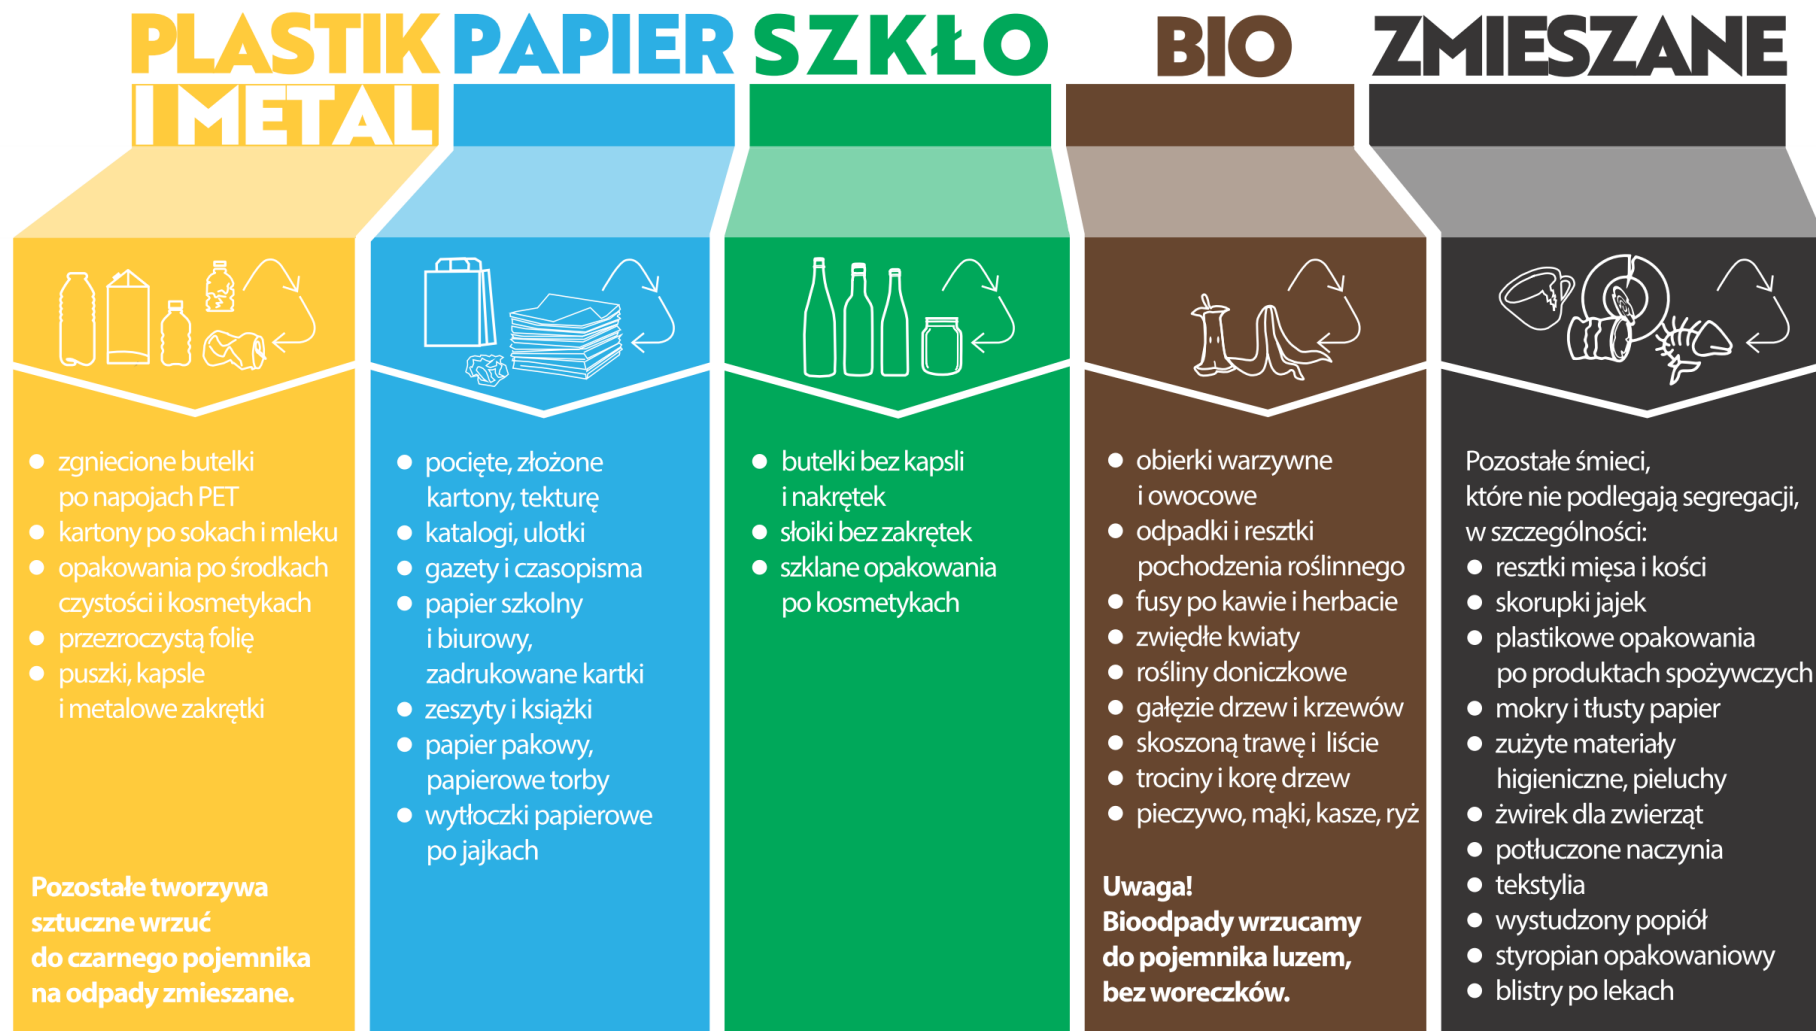 PLASTIK
I METAL
● zgniecione butelki
po napojach PET
● kartony po sokach i mleku
● opakowania po środkach
czystości i kosmetykach
● przezroczystą folię
● puszki, kapsle
i metalowe zakrętki
Pozostałe tworzywa
sztuczne wrzuć
do czarnego pojemnika
na odpady zmieszane.
PAPIER
● pocięte, złożone
kartony, tekturę
● katalogi, ulotki
● gazety i czasopisma
● papier szkolny
i biurowy,
zadrukowane kartki
● zeszyty i książki
● papier pakowy,
papierowe torby
● wytłoczki papierowe
po jajkach
SZKŁO
● butelki bez kapsli
i nakrętek
● słoiki bez zakrętek
● szklane opakowania
po kosmetykach
BIO
● obierki warzywne
i owocowe
● odpadki i resztki
pochodzenia roślinnego
● fusy po kawie i herbacie
● zwiędłe kwiaty
● rośliny doniczkowe
● gałęzie drzew i krzewów
● skoszoną trawę i liście
● trociny i korę drzew
● pieczywo, mąki, kasze, ryż
Uwaga!
Bioodpady wrzucamy
do pojemnika luzem,
bez woreczków.
ZMIESZANE
Pozostałe śmieci,
które nie podlegają segregacji,
w szczególności:
● resztki mięsa i kości
● skorupki jajek
● plastikowe opakowania
po produktach spożywczych
● mokry i tłusty papier
● zużyte materiały
higieniczne, pieluchy
● żwirek dla zwierząt
● potłuczone naczynia
● tekstylia
● wystudzony popiół
● styropian opakowaniowy
● blistry po lekach